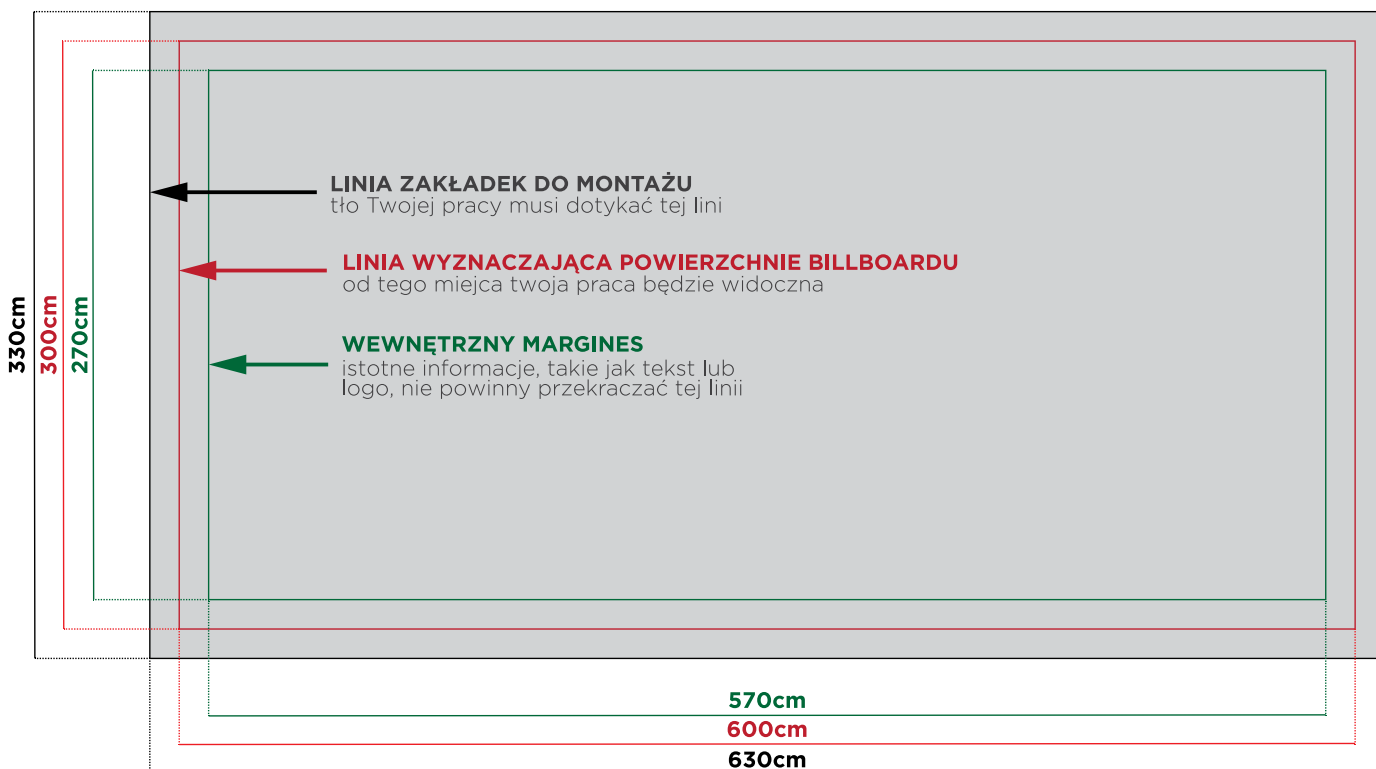 LINIA ZAKŁADEK DO MONTAŻU
tło Twojej pracy musi dotykać tej lini
LINIA WYZNACZAJĄCA POWIERZCHNIE BILLBOARDU
od tego miejca twoja praca będzie widoczna
WEWNĘTRZNY MARGINES
istotne informacje, takie jak tekst lub
logo, nie powinny przekraczać tej linii
330cm
300cm
270cm
570cm
600cm
630cm